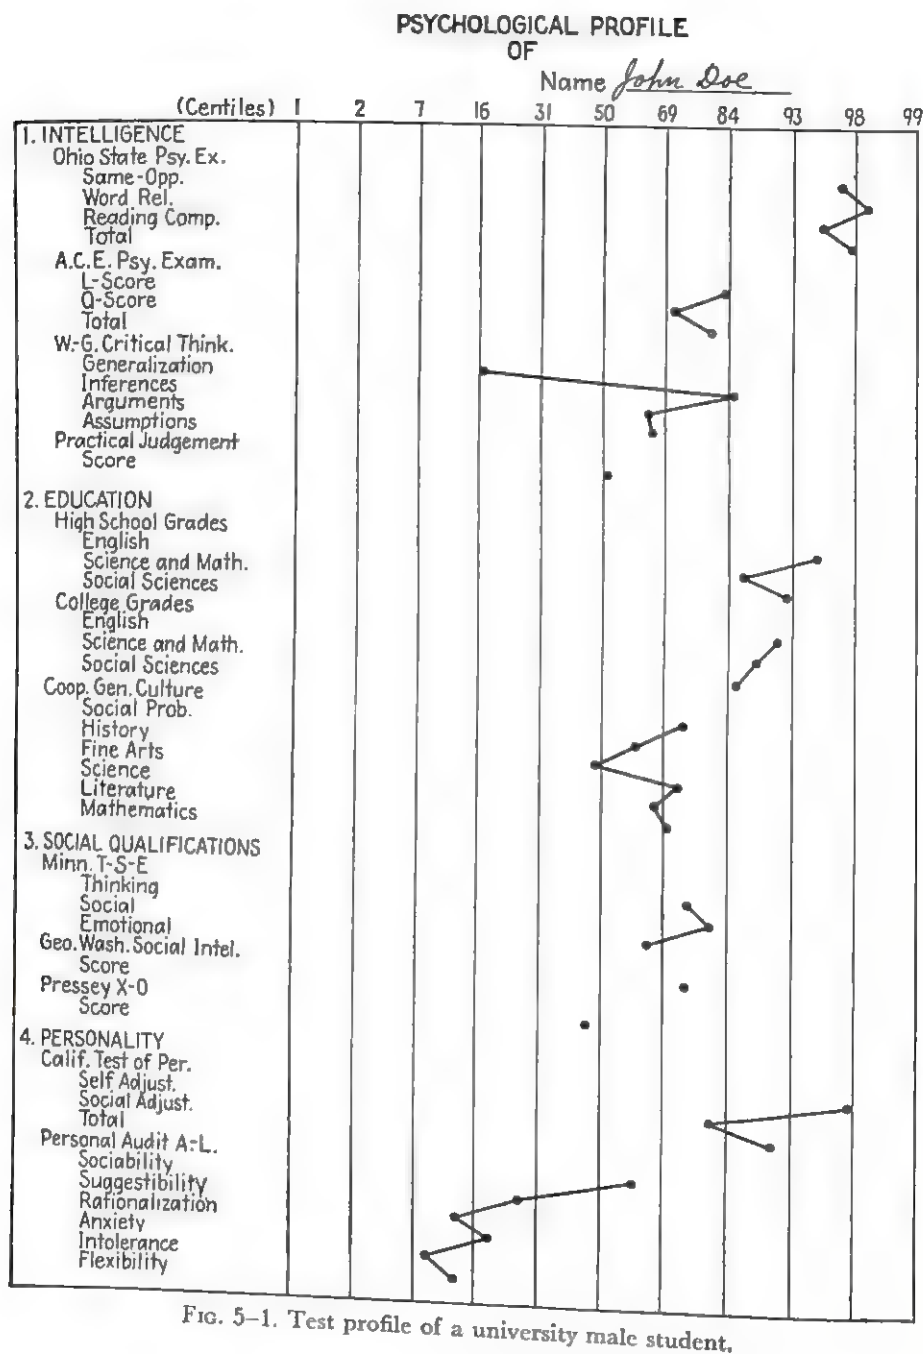 PSYCHOLOGICAL PROFILE
OF
Name John Doe
(Centiles) 1 2 7 16 31 50 69 84 93 98 99
1. INTELLIGENCE
Ohio State Psy. Ex.
Same-Opp.
Word Rel.
Reading Comp.
Total
A.C.E. Psy. Exam.
L-Score
Q-Score
Total
W.-G. Critical Think.
Generalization
Inferences
Arguments
Assumptions
Practical Judgement
Score
2. EDUCATION
High School Grades
English
Science and Math.
Social Sciences
College Grades
English
Science and Math.
Social Sciences
Coop. Gen. Culture
Social Prob.
History
Fine Arts
Science
Literature
Mathematics
3. SOCIAL QUALIFICATIONS
Minn. T-S-E
Thinking
Social
Emotional
Geo. Wash. Social Intel.
Score
Pressey X-O
Score
4. PERSONALITY
Calif. Test of Per.
Self Adjust.
Social Adjust.
Total
Personal Audit A.-L.
Sociability
Suggestibility
Rationalization
Anxiety
Intolerance
Flexibility
FIG. 5–1. Test profile of a university male student.